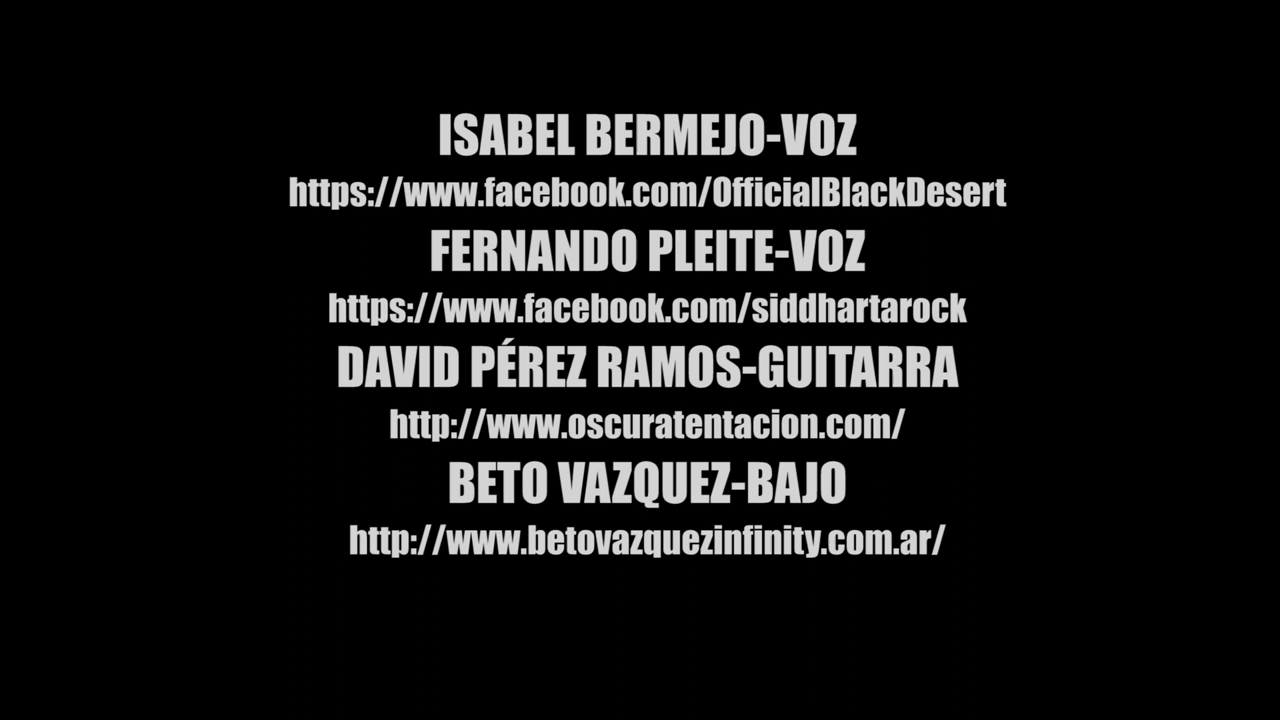 ISABEL BERMEJO-VOZ
https://www.facebook.com/OfficialBlackDesert
FERNANDO PLEITE-VOZ
https://www.facebook.com/siddhartarock
DAVID PÉREZ RAMOS-GUITARRA
http://www.oscuratentacion.com/
BETO VAZQUEZ-BAJO
http://www.betovazquezinfinity.com.ar/